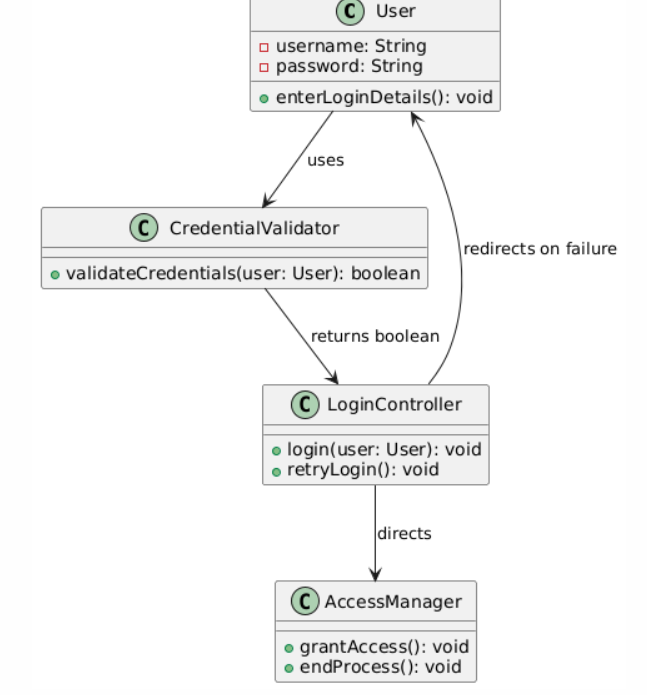 C User
username: String
password: String
enterLoginDetails(): void
uses
C CredentialValidator
validateCredentials(user: User): boolean
redirects on failure
returns boolean
C LoginController
login(user: User): void
retryLogin(): void
directs
C AccessManager
grantAccess(): void
endProcess(): void